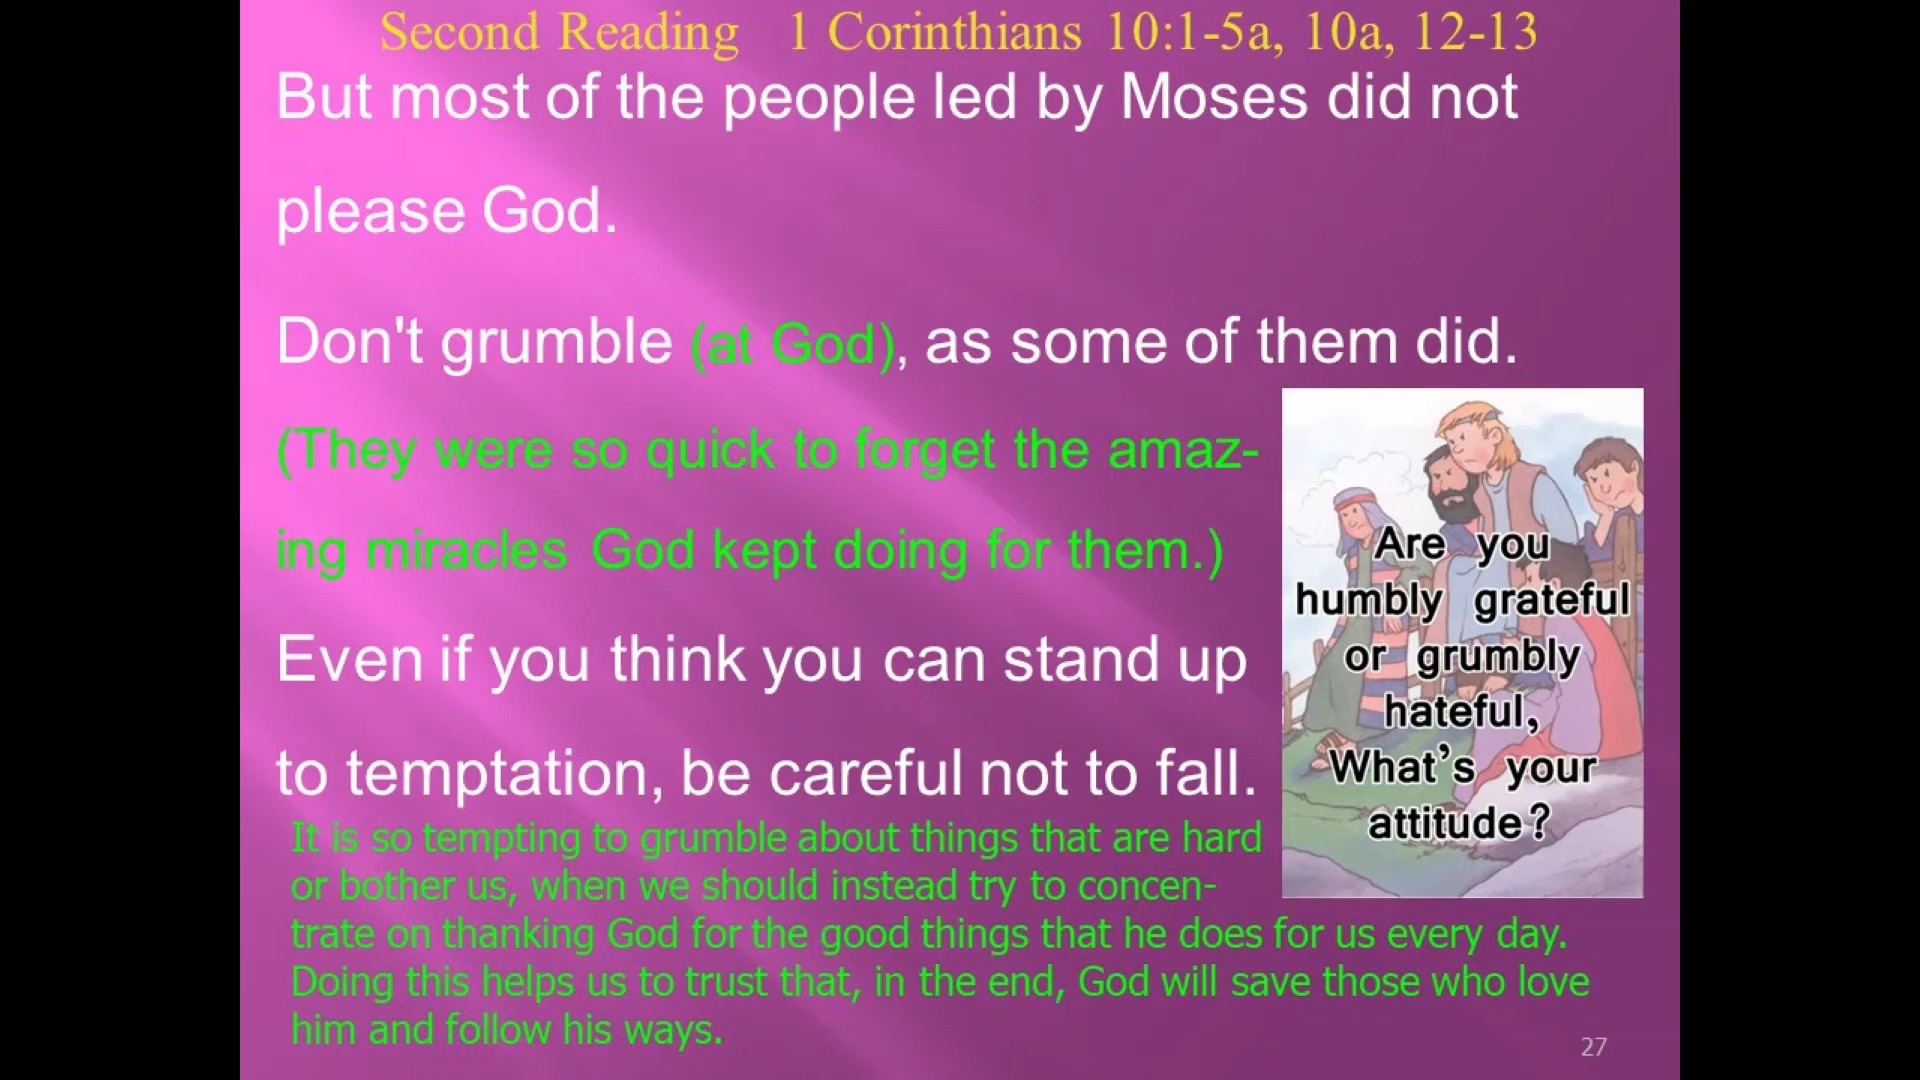 Second Reading 1 Corinthians 10:1-5a, 10a, 12-13
But most of the people led by Moses did not
please God.
Don't grumble (at God), as some of them did.
(They were so quick to forget the amaz-
ing miracles God kept doing for them.)
Even if you think you can stand up
to temptation, be careful not to fall.
It is so tempting to grumble about things that are hard
or bother us, when we should instead try to concen-
trate on thanking God for the good things that he does for us every day.
Doing this helps us to trust that, in the end, God will save those who love
him and follow his ways.
Are you
humbly grateful
or grumbly
hateful,
What's your
attitude?
27